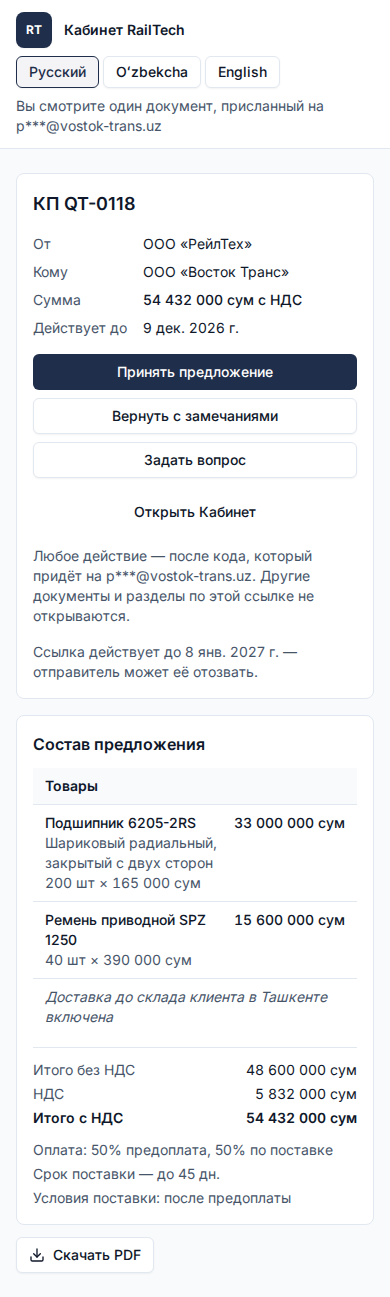 RT
Кабинет RailTech
Русский
Oʻzbekcha
English
Вы смотрите один документ, присланный на
p***@vostok-trans.uz
КП QT-0118
От ООО «РейлТех»
Кому ООО «Восток Транс»
Сумма 54 432 000 сум с НДС
Действует до 9 дек. 2026 г.
Принять предложение
Вернуть с замечаниями
Задать вопрос
Открыть Кабинет
Любое действие — после кода, который
придёт на p***@vostok-trans.uz. Другие
документы и разделы по этой ссылке не
открываются.
Ссылка действует до 8 янв. 2027 г. —
отправитель может её отозвать.
Состав предложения
Товары
Подшипник 6205-2RS 33 000 000 сум
Шариковый радиальный,
закрытый с двух сторон
200 шт × 165 000 сум
Ремень приводной SPZ 15 600 000 сум
1250
40 шт × 390 000 сум
Доставка до склада клиента в Ташкенте
включена
Итого без НДС 48 600 000 сум
НДС 5 832 000 сум
Итого с НДС 54 432 000 сум
Оплата: 50% предоплата, 50% по поставке
Срок поставки — до 45 дн.
Условия поставки: после предоплаты
Скачать PDF